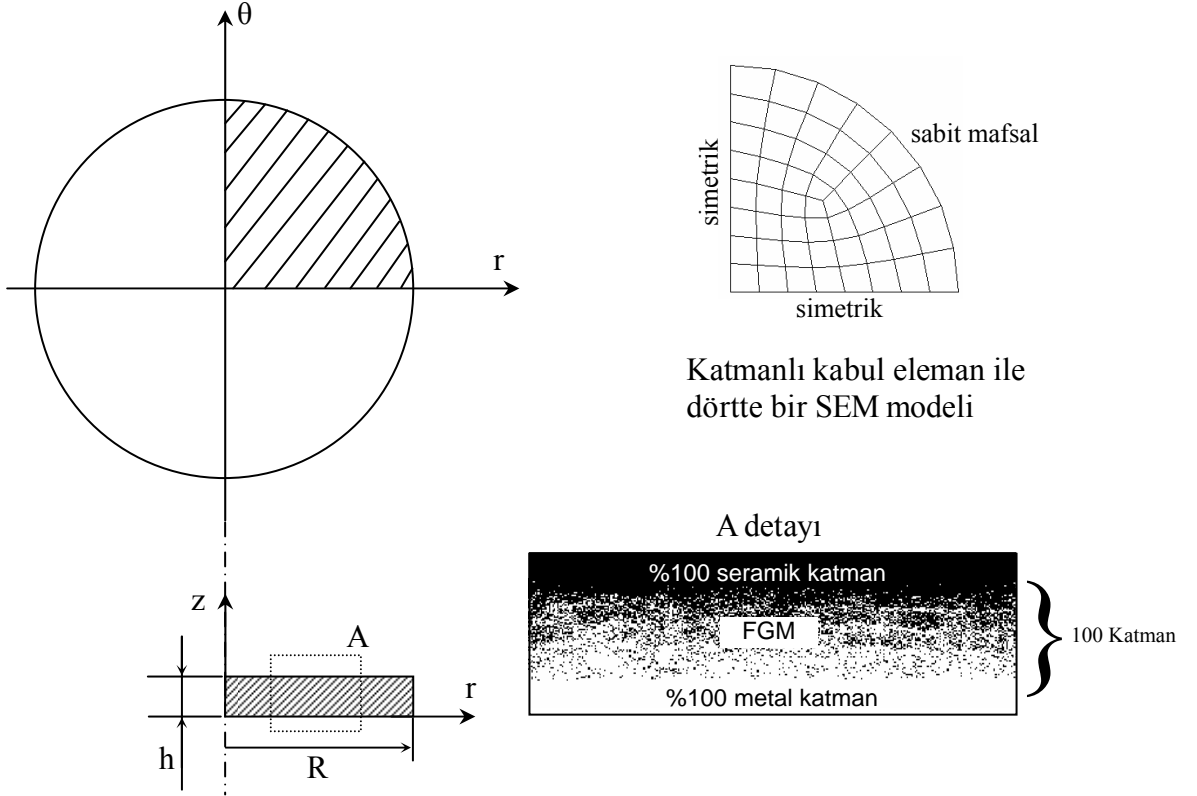 θ
r
simetrik
sabit mafsal
simetrik
Katmanlı kabul eleman ile
dörtte bir SEM modeli
A detayı
%100 seramik katman
FGM
%100 metal katman
100 Katman
z
A
r
h
R